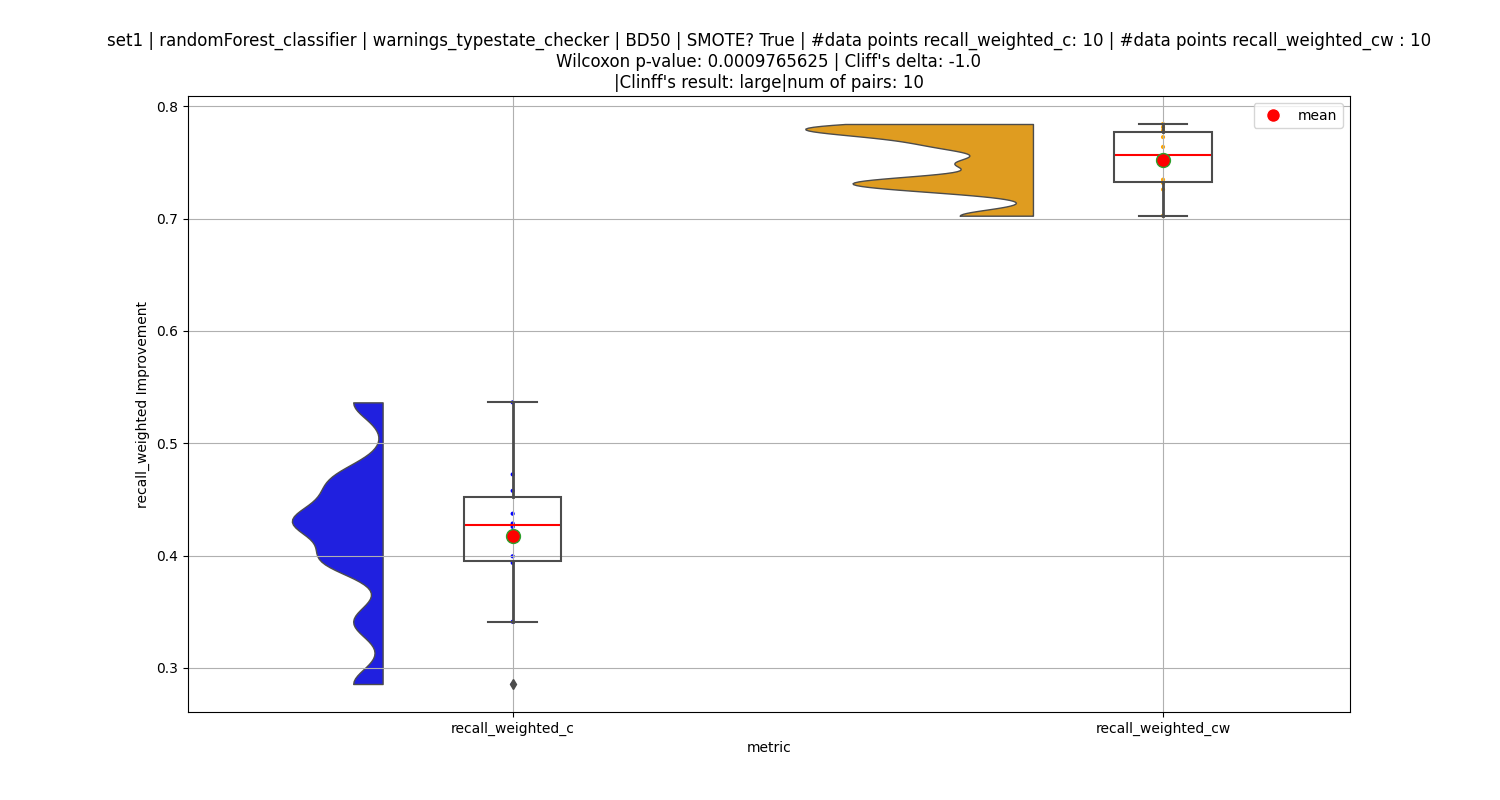 set1 | randomForest_classifier | warnings_typestate_checker | BD50 | SMOTE? True | #data points recall_weighted_c: 10 | #data points recall_weighted_cw : 10
Wilcoxon p-value: 0.0009765625 | Cliff's delta: -1.0
|Clinff's result: large|num of pairs: 10
mean
0.8
0.7
0.6
0.5
0.4
0.3
recall_weighted Improvement
recall_weighted_c
recall_weighted_cw
metric